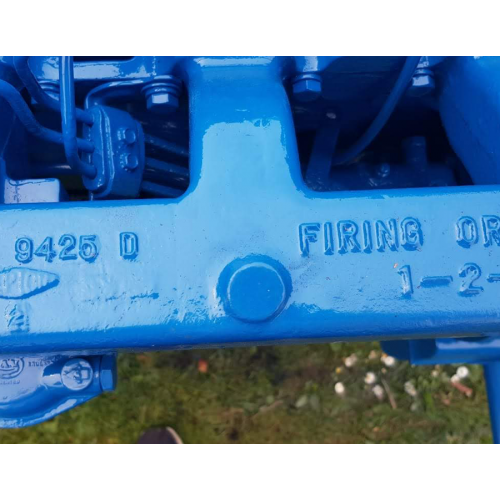 9425 D
FIRING OR
1-2-